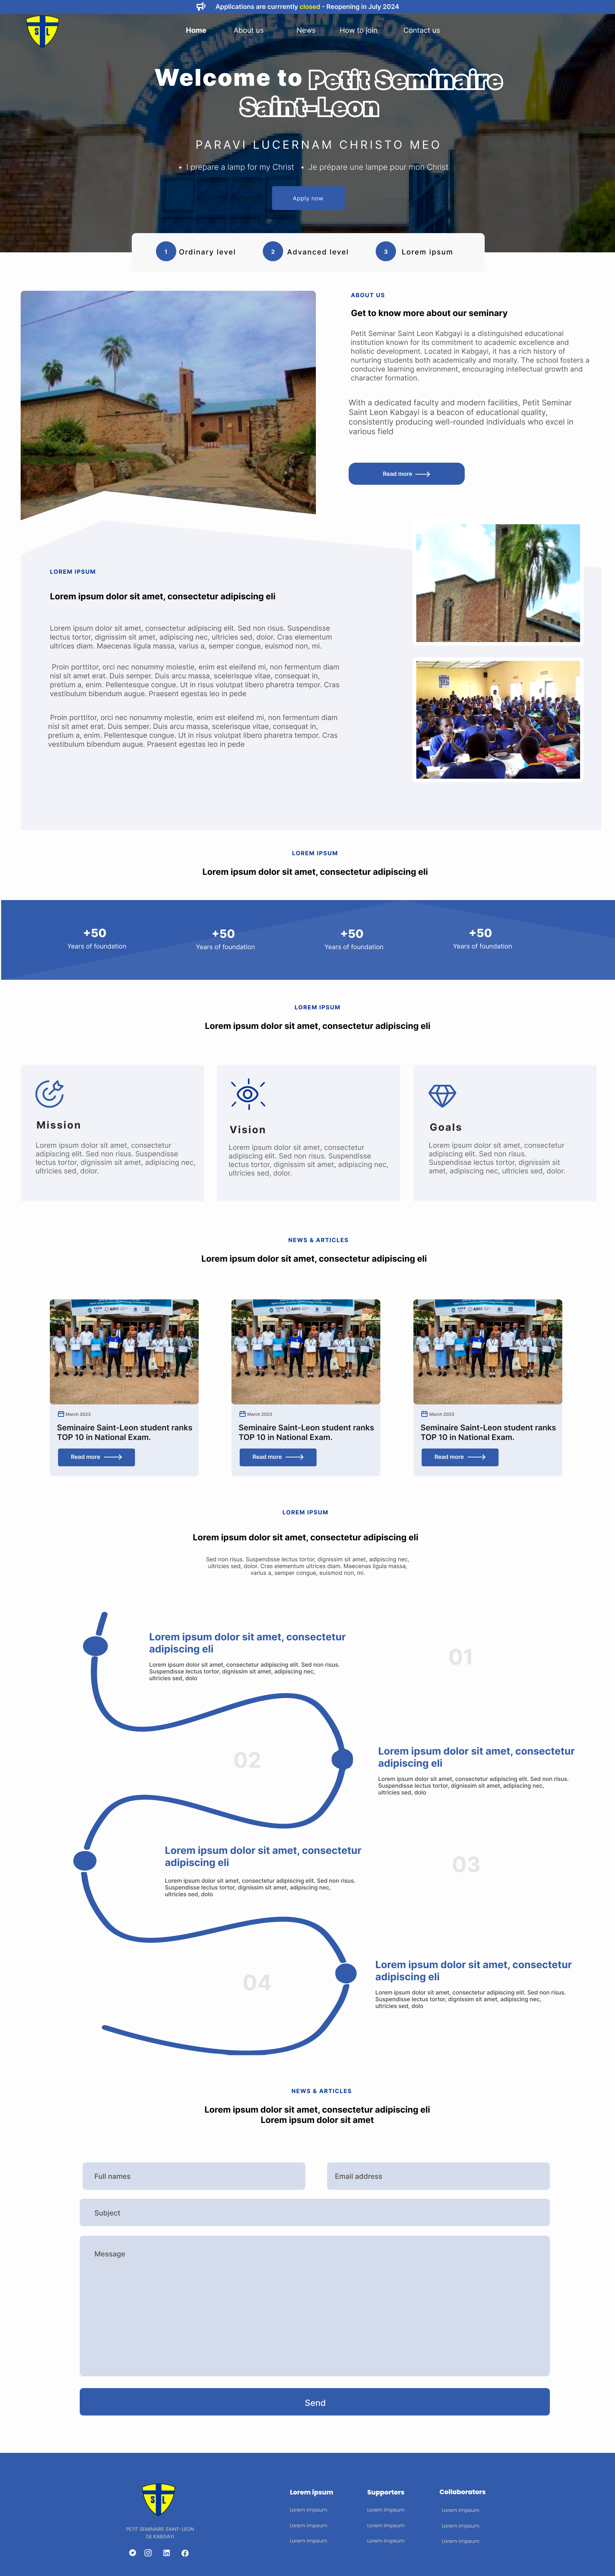 Applications are currrently closed - Reopening in July 2024
S L
Home About us News How to join Contact us
Welcome to Petit Seminaire
Saint-Leon
PARAVI LUCERNAM CHRISTO MEO
• I prepare a lamp for my Christ • Je prépare une lampe pour mon Christ
Apply now
1 Ordinary level 2 Advanced level 3 Lorem ipsum
ABOUT US
Get to know more about our seminary
Petit Seminar Saint Leon Kabgayi is a distinguished educational
institution known for its commitment to academic excellence and
holistic development. Located in Kabgayi, it has a rich history of
nurturing students both academically and morally. The school fosters a
conducive learning environment, encouraging intellectual growth and
character formation.
With a dedicated faculty and modern facilities, Petit Seminar
Saint Leon Kabgayi is a beacon of educational quality,
consistently producing well-rounded individuals who excel in
various field
Read more
LOREM IPSUM
Lorem ipsum dolor sit amet, consectetur adipiscing eli
Lorem ipsum dolor sit amet, consectetur adipiscing elit. Sed non risus. Suspendisse
lectus tortor, dignissim sit amet, adipiscing nec, ultricies sed, dolor. Cras elementum
ultrices diam. Maecenas ligula massa, varius a, semper congue, euismod non, mi.
Proin porttitor, orci nec nonummy molestie, enim est eleifend mi, non fermentum diam
nisl sit amet erat. Duis semper. Duis arcu massa, scelerisque vitae, consequat in,
pretium a, enim. Pellentesque congue. Ut in risus volutpat libero pharetra tempor. Cras
vestibulum bibendum augue. Praesent egestas leo in pede
Proin porttitor, orci nec nonummy molestie, enim est eleifend mi, non fermentum diam
nisl sit amet erat. Duis semper. Duis arcu massa, scelerisque vitae, consequat in,
pretium a, enim. Pellentesque congue. Ut in risus volutpat libero pharetra tempor. Cras
vestibulum bibendum augue. Praesent egestas leo in pede
LOREM IPSUM
Lorem ipsum dolor sit amet, consectetur adipiscing eli
+50 +50 +50 +50
Years of foundation Years of foundation Years of foundation Years of foundation
LOREM IPSUM
Lorem ipsum dolor sit amet, consectetur adipiscing eli
Mission
Lorem ipsum dolor sit amet, consectetur
adipiscing elit. Sed non risus. Suspendisse
lectus tortor, dignissim sit amet, adipiscing nec,
ultricies sed, dolor.
Vision
Lorem ipsum dolor sit amet, consectetur
adipiscing elit. Sed non risus. Suspendisse
lectus tortor, dignissim sit amet, adipiscing nec,
ultricies sed, dolor.
Goals
Lorem ipsum dolor sit amet, consectetur
adipiscing elit. Sed non risus.
Suspendisse lectus tortor, dignissim sit
amet, adipiscing nec, ultricies sed, dolor.
NEWS & ARTICLES
Lorem ipsum dolor sit amet, consectetur adipiscing eli
March 2023
Seminaire Saint-Leon student ranks
TOP 10 in National Exam.
Read more
March 2023
Seminaire Saint-Leon student ranks
TOP 10 in National Exam.
Read more
March 2023
Seminaire Saint-Leon student ranks
TOP 10 in National Exam.
Read more
LOREM IPSUM
Lorem ipsum dolor sit amet, consectetur adipiscing eli
Sed non risus. Suspendisse lectus tortor, dignissim sit amet, adipiscing nec,
ultricies sed, dolor. Cras elementum ultrices diam. Maecenas ligula massa,
varius a, semper congue, euismod non, mi.
Lorem ipsum dolor sit amet, consectetur
adipiscing eli
Lorem ipsum dolor sit amet, consectetur adipiscing elit. Sed non risus.
Suspendisse lectus tortor, dignissim sit amet, adipiscing nec,
ultricies sed, dolo
01
02
Lorem ipsum dolor sit amet, consectetur
adipiscing eli
Lorem ipsum dolor sit amet, consectetur adipiscing elit. Sed non risus.
Suspendisse lectus tortor, dignissim sit amet, adipiscing nec,
ultricies sed, dolo
Lorem ipsum dolor sit amet, consectetur
adipiscing eli
Lorem ipsum dolor sit amet, consectetur adipiscing elit. Sed non risus.
Suspendisse lectus tortor, dignissim sit amet, adipiscing nec,
ultricies sed, dolo
03
04
Lorem ipsum dolor sit amet, consectetur
adipiscing eli
Lorem ipsum dolor sit amet, consectetur adipiscing elit. Sed non risus.
Suspendisse lectus tortor, dignissim sit amet, adipiscing nec,
ultricies sed, dolo
NEWS & ARTICLES
Lorem ipsum dolor sit amet, consectetur adipiscing eli
Lorem ipsum dolor sit amet
Full names Email address
Subject
Message
Send
S L
PETIT SEMINAIRE SAINT-LEON
DE KABGAYI
Lorem ipsum
Lorem impsum
Lorem impsum
Lorem impsum
Supporters
Lorem impsum
Lorem impsum
Lorem impsum
Collaborators
Lorem impsum
Lorem impsum
Lorem impsum